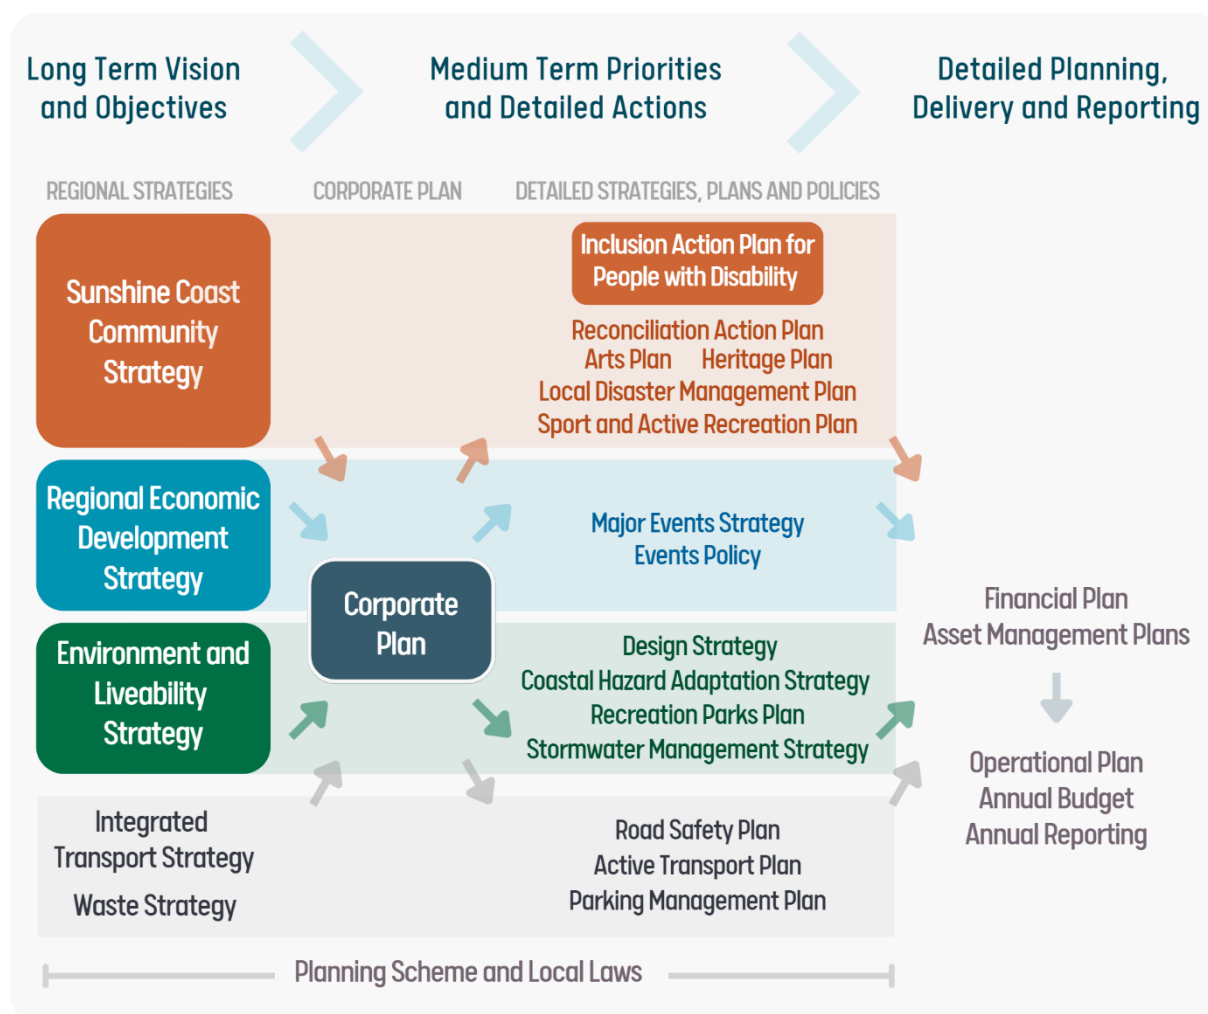 Long Term Vision
and Objectives
Medium Term Priorities
and Detailed Actions
Detailed Planning,
Delivery and Reporting
REGIONAL STRATEGIES
CORPORATE PLAN
DETAILED STRATEGIES, PLANS AND POLICIES
Sunshine Coast
Community
Strategy
Inclusion Action Plan for
People with Disability
Reconciliation Action Plan
Arts Plan Heritage Plan
Local Disaster Management Plan
Sport and Active Recreation Plan
Regional Economic
Development
Strategy
Major Events Strategy
Events Policy
Corporate
Plan
Environment and
Liveability
Strategy
Design Strategy
Coastal Hazard Adaptation Strategy
Recreation Parks Plan
Stormwater Management Strategy
Integrated
Transport Strategy
Waste Strategy
Road Safety Plan
Active Transport Plan
Parking Management Plan
Financial Plan
Asset Management Plans
Operational Plan
Annual Budget
Annual Reporting
Planning Scheme and Local Laws